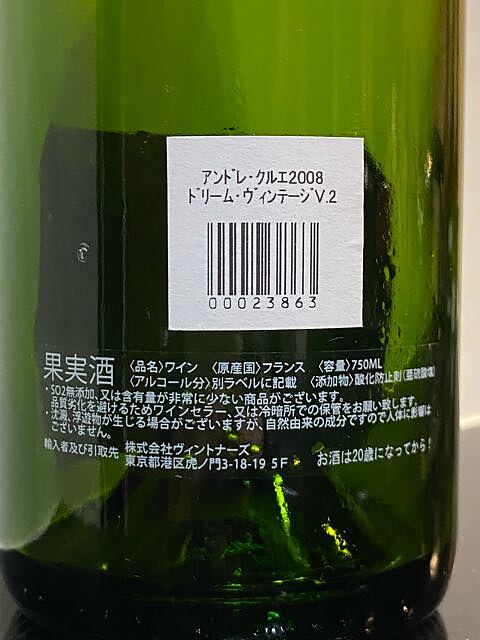 アンドレ・クルエ2008
ドリーム・ヴィンテージV.2
00023863
果実酒 〈品名〉ワイン 〈原産国〉フランス 〈容量〉750ML
〈アルコール分〉別ラベルに記載 〈添加物〉酸化防止剤(亜硫酸塩)
・SO2無添加、又は含有量が非常に少ない商品がございます。
品質劣化を避けるためワインセラー、又は冷暗所での保管をお願い致します。
・沈澱、浮遊物が生じる場合がございますが、自然由来の成分ですので人体に影響は
ございません。
輸入者及び引取先 株式会社ヴィントナーズ
東京都港区虎ノ門3-18-19 5F お酒は20歳になってから!